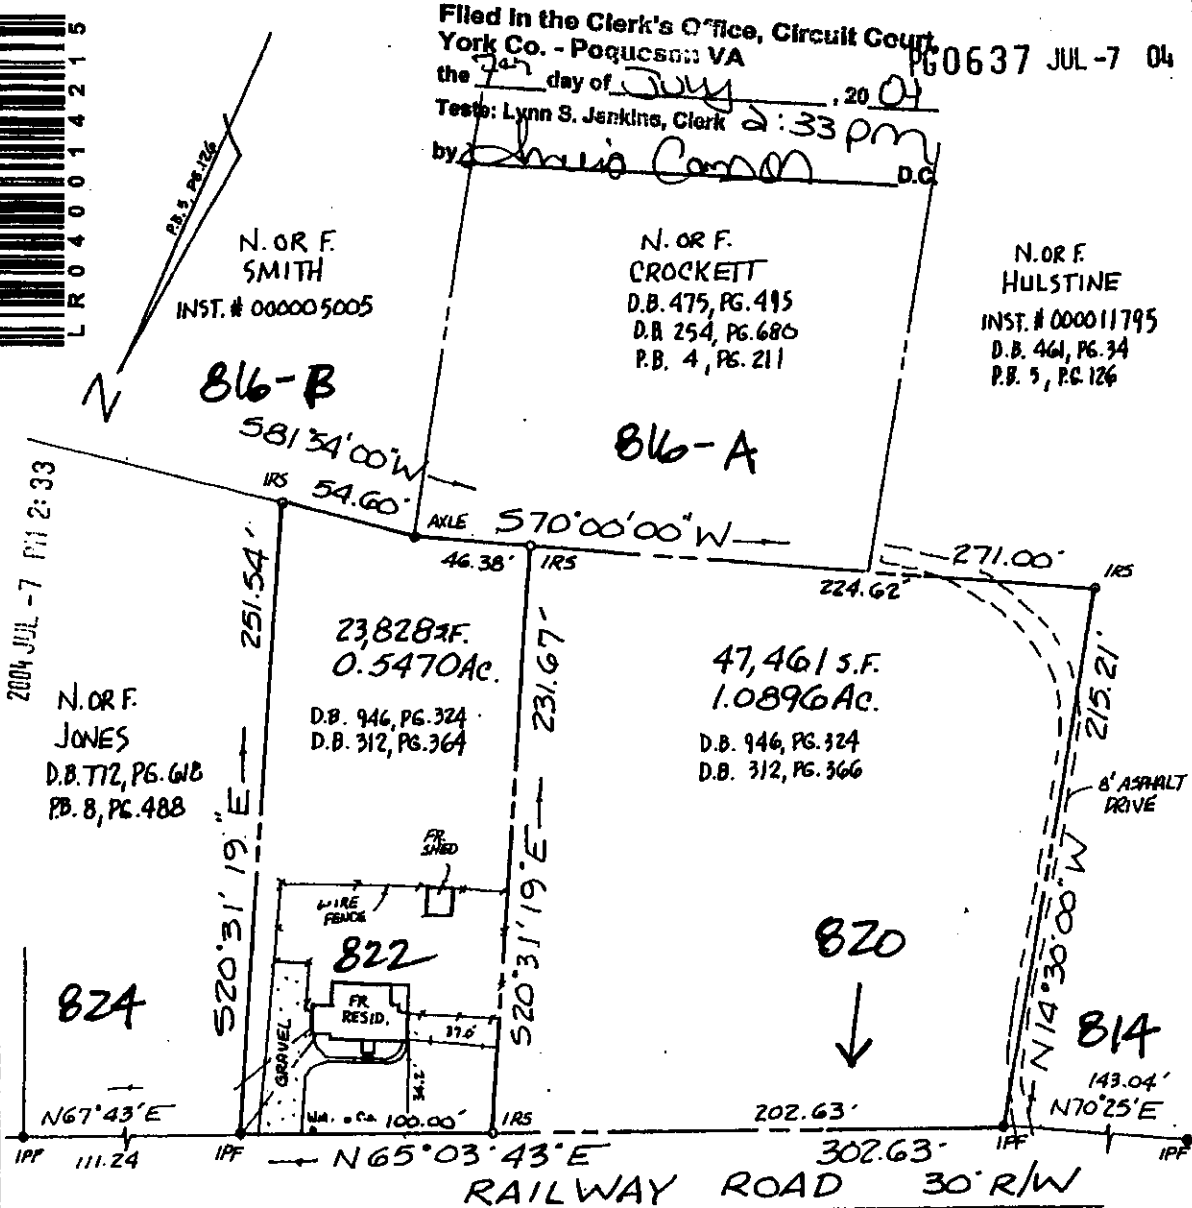 Filed in the Clerk's Office, Circuit Court
York Co. - Poquoson VA
the 7th day of July, 2004
Teste: Lynn S. Jenkins, Clerk 2:33 pm
by D.C.
PG0637 JUL-7 04
LR040014215
P.B. 5, PG. 126
N
N. OR F.
SMITH
INST. # 000005005
816-B
N. OR F.
CROCKETT
D.B. 475, PG. 495
D.B. 254, PG. 680
P.B. 4, PG. 211
816-A
N. OR F.
HULSTINE
INST. # 000011795
D.B. 461, PG. 34
P.B. 5, P.G. 126
2004 JUL -7 PM 2:33
S81°54'00"W
IRS 54.60'
AXLE S70°00'00"W
46.38' IRS
224.62'
271.00'
IRS
251.54'
S20°31'19"E
23,828 S.F.
0.5470 AC.
D.B. 946, PG. 324
D.B. 312, PG. 364
231.67'
S20°31'19"E
47,461 S.F.
1.0896 AC.
D.B. 946, PG. 324
D.B. 312, PG. 366
215.21'
N14°30'00"W
8' ASPHALT
DRIVE
N. OR F.
JONES
D.B. 772, PG. 618
P.B. 8, PG. 488
FR.
SHED
WIRE
FENCE
822
FR.
RESID.
37.0'
36.2'
GRAVEL
W.M.
824
820
814
143.04'
N70°25'E
N67°43'E
100.00'
IRS
202.63'
IPF 111.24
IPF N65°03'43"E
302.63'
IPF
RAILWAY ROAD 30' R/W